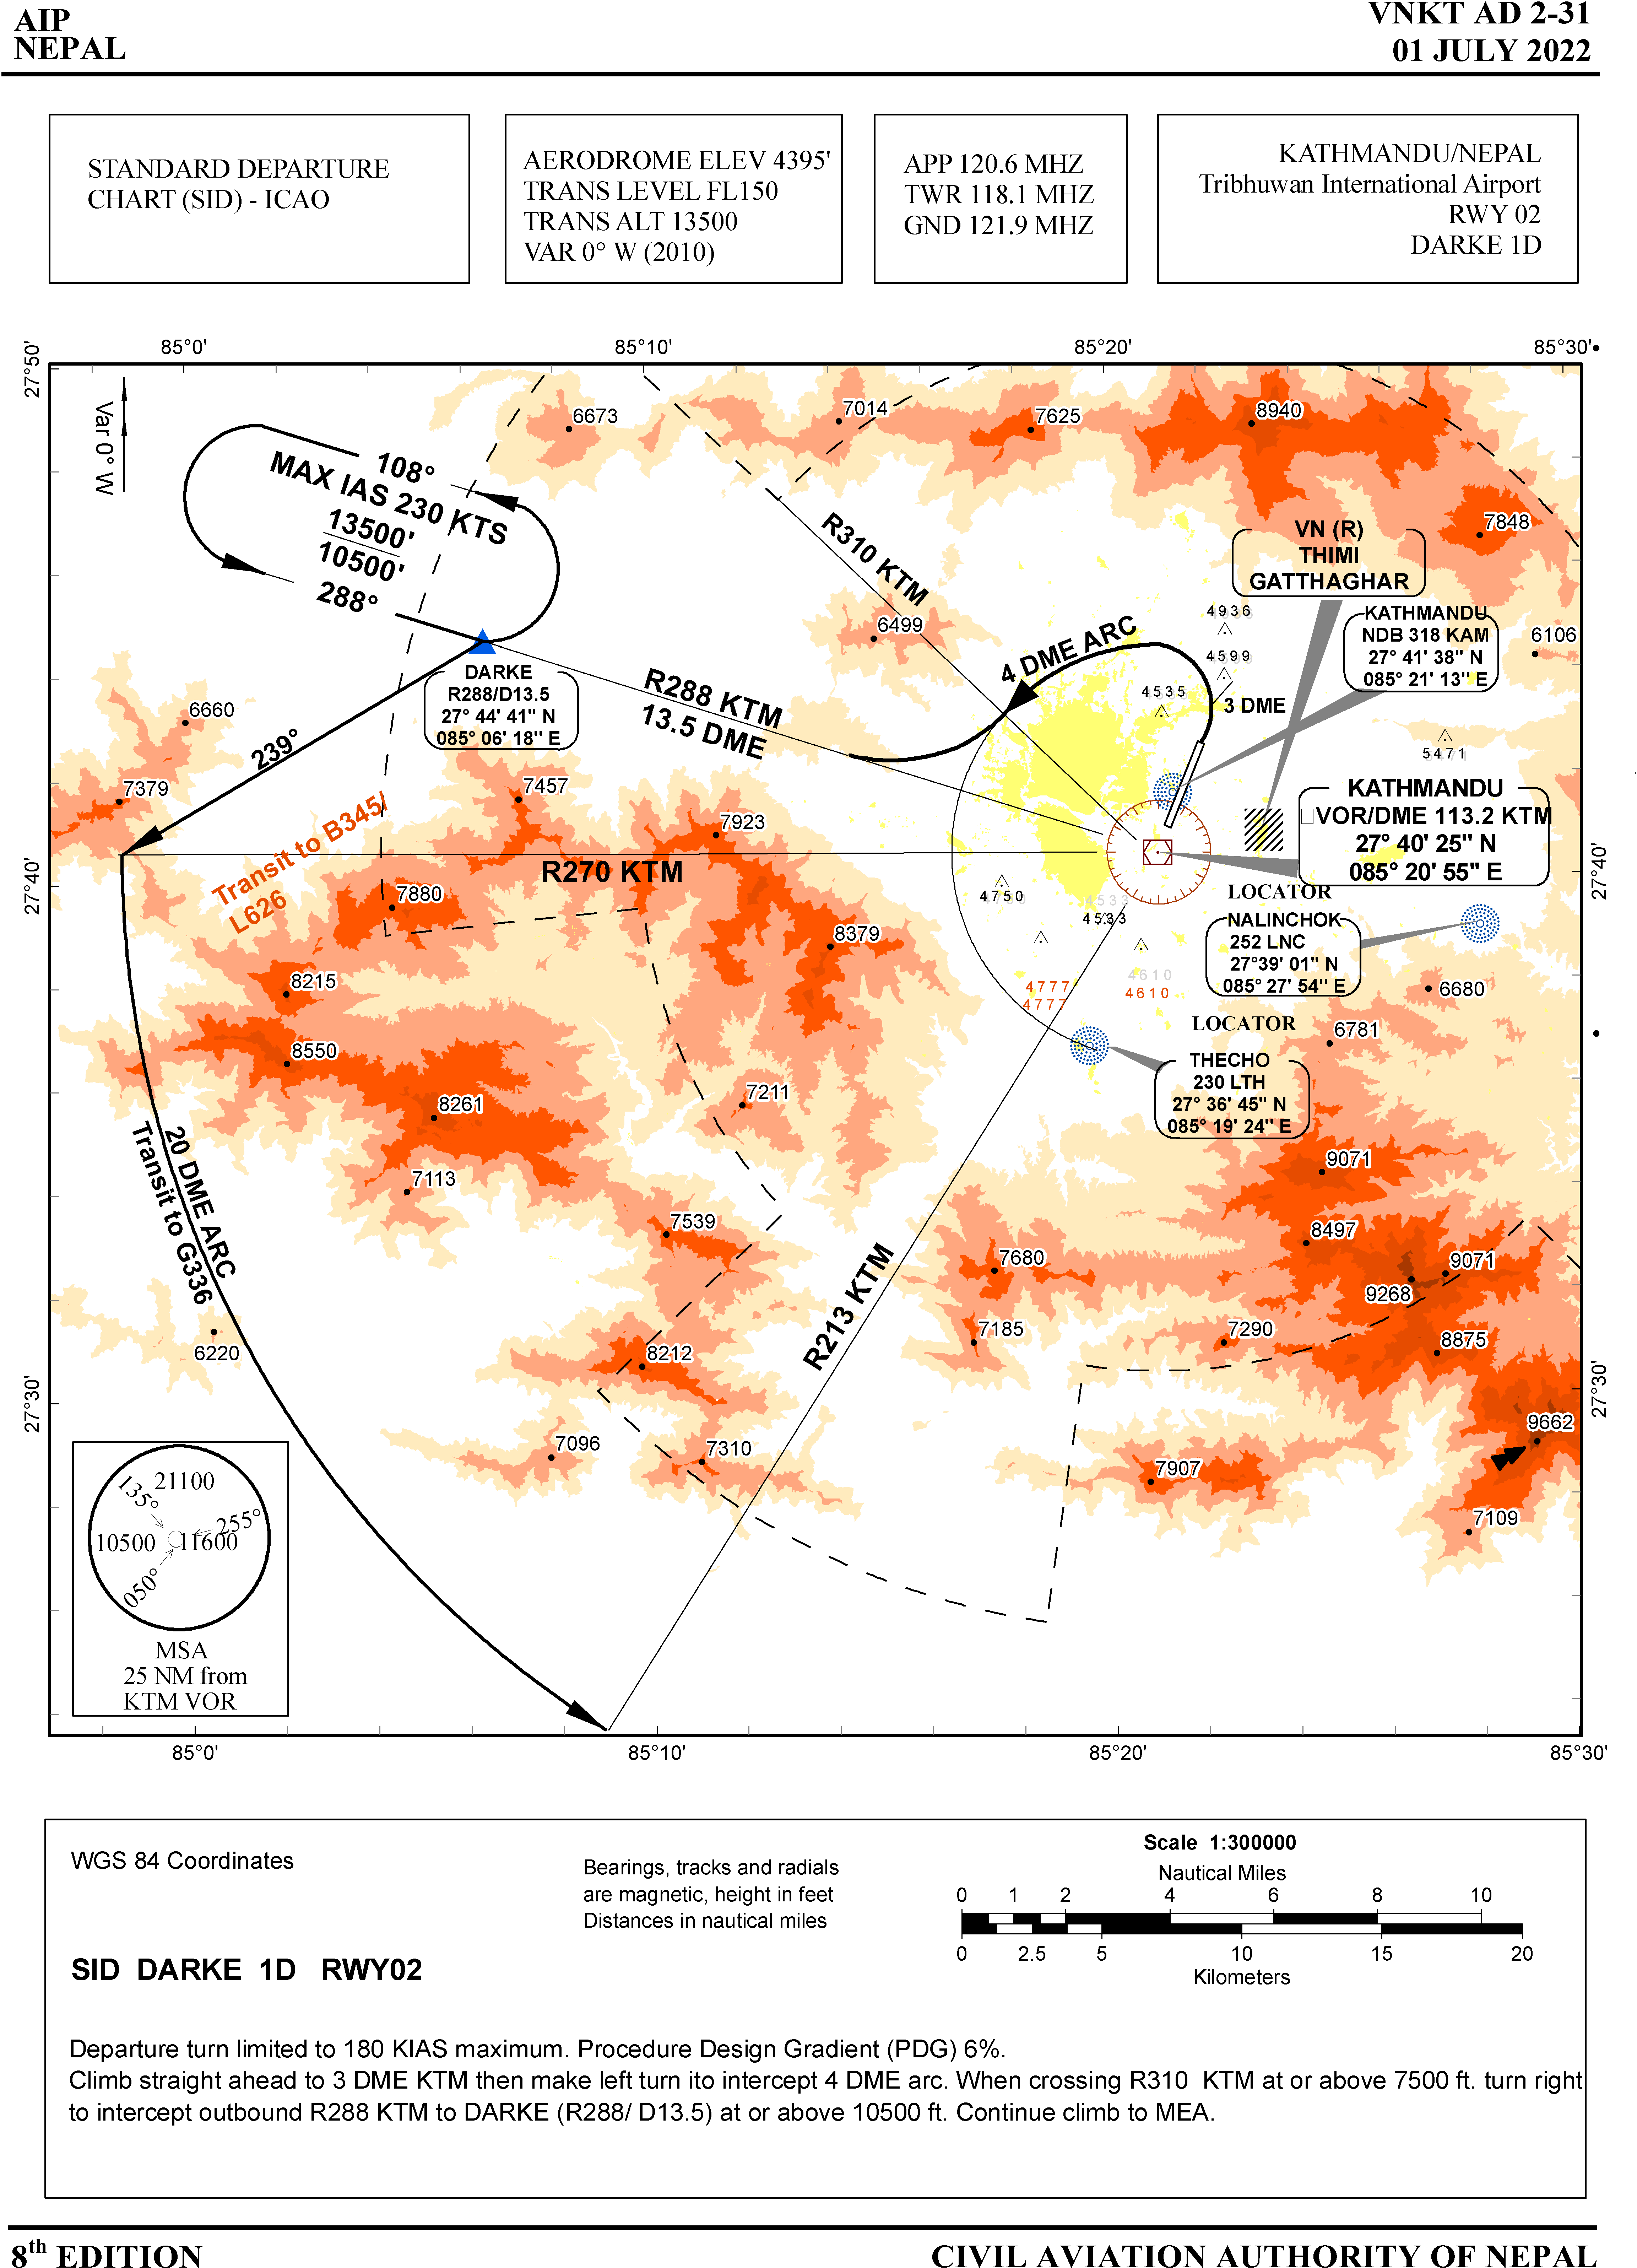 AIP
NEPAL
VNKT AD 2-31
01 JULY 2022
STANDARD DEPARTURE
CHART (SID) - ICAO
AERODROME ELEV 4395'
TRANS LEVEL FL150
TRANS ALT 13500
VAR 0° W (2010)
APP 120.6 MHZ
TWR 118.1 MHZ
GND 121.9 MHZ
KATHMANDU/NEPAL
Tribhuwan International Airport
RWY 02
DARKE 1D
85°0'
85°10'
85°20'
85°30'
27°50'
27°50'
Var 0° W
6673
7014
7625
8940
7848
108°
MAX IAS 230 KTS
13500'
10500'
288°
R310 KTM
VN (R)
THIMI
GATTHAGHAR
4936
4599
4535
KATHMANDU
NDB 318 KAM
27° 41' 38" N
085° 21' 13" E
6106
6499
4 DME ARC
3 DME
R288 KTM
13.5 DME
DARKE
R288/D13.5
27° 44' 41" N
085° 06' 18" E
6660
239°
7379
7457
7923
5471
KATHMANDU
VOR/DME 113.2 KTM
27° 40' 25" N
085° 20' 55" E
Transit to B345/
L626
R270 KTM
27°40'
27°40'
7880
4750
4533
4533
LOCATOR
NALINCHOK
252 LNC
27°39' 01" N
085° 27' 54" E
8379
8215
4777
4777
4610
4610
6680
6781
LOCATOR
THECHO
230 LTH
27° 36' 45" N
085° 19' 24" E
8550
8261
7211
7113
20 DME ARC
Transit to G336
9071
7539
8497
7680
9071
9268
R213 KTM
7185
7290
8875
6220
8212
27°30'
27°30'
9662
7096
7310
7907
7109
21100
135°
255°
10500
11600
050°
MSA
25 NM from
KTM VOR
85°0'
85°10'
85°20'
85°30'
WGS 84 Coordinates
Bearings, tracks and radials
are magnetic, height in feet
Distances in nautical miles
Scale 1:300000
Nautical Miles
0 1 2 4 6 8 10
0 2.5 5 10 15 20
Kilometers
SID DARKE 1D RWY02
Departure turn limited to 180 KIAS maximum. Procedure Design Gradient (PDG) 6%.
Climb straight ahead to 3 DME KTM then make left turn ito intercept 4 DME arc. When crossing R310 KTM at or above 7500 ft. turn right
to intercept outbound R288 KTM to DARKE (R288/ D13.5) at or above 10500 ft. Continue climb to MEA.
8th EDITION
CIVIL AVIATION AUTHORITY OF NEPAL